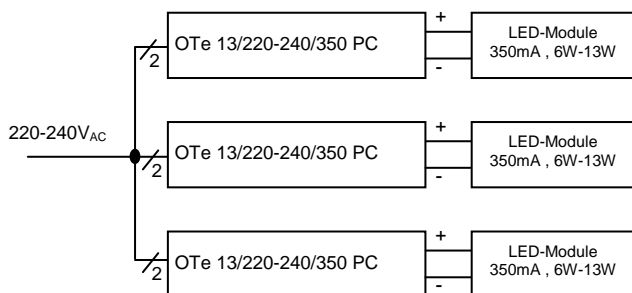 +
OTe 13/220-240/350 PC
LED-Module
350mA , 6W-13W
2
-
220-240VAC
+
OTe 13/220-240/350 PC
LED-Module
350mA , 6W-13W
2
-
+
OTe 13/220-240/350 PC
LED-Module
350mA , 6W-13W
2
-